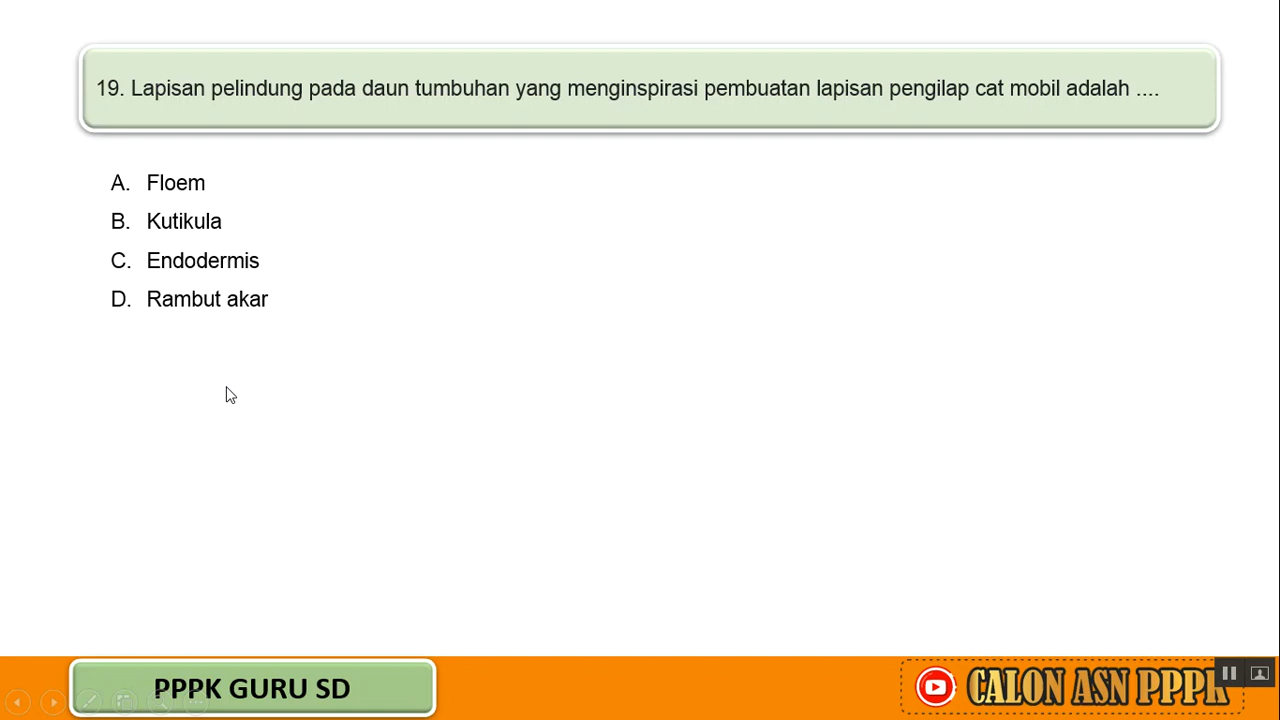 19. Lapisan pelindung pada daun tumbuhan yang menginspirasi pembuatan lapisan pengilap cat mobil adalah ....
A. Floem
B. Kutikula
C. Endodermis
D. Rambut akar
PPPK GURU SD
CALON ASN PPPK